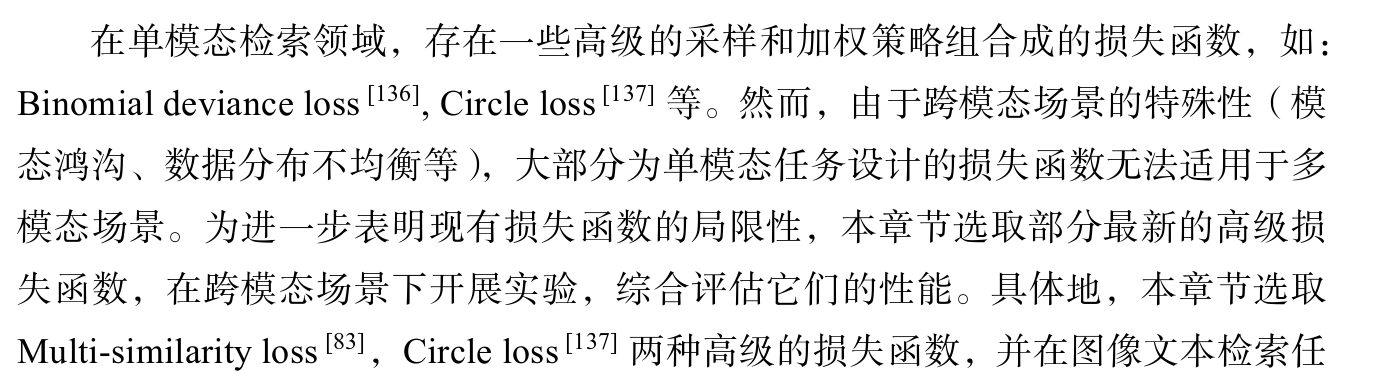 在单模态检索领域，存在一些高级的采样和加权策略组合成的损失函数，如：
Binomial deviance loss [136], Circle loss [137] 等。然而，由于跨模态场景的特殊性（模
态鸿沟、数据分布不均衡等），大部分为单模态任务设计的损失函数无法适用于多
模态场景。为进一步表明现有损失函数的局限性，本章节选取部分最新的高级损
失函数，在跨模态场景下开展实验，综合评估它们的性能。具体地，本章节选取
Multi-similarity loss [83]，Circle loss [137] 两种高级的损失函数，并在图像文本检索任